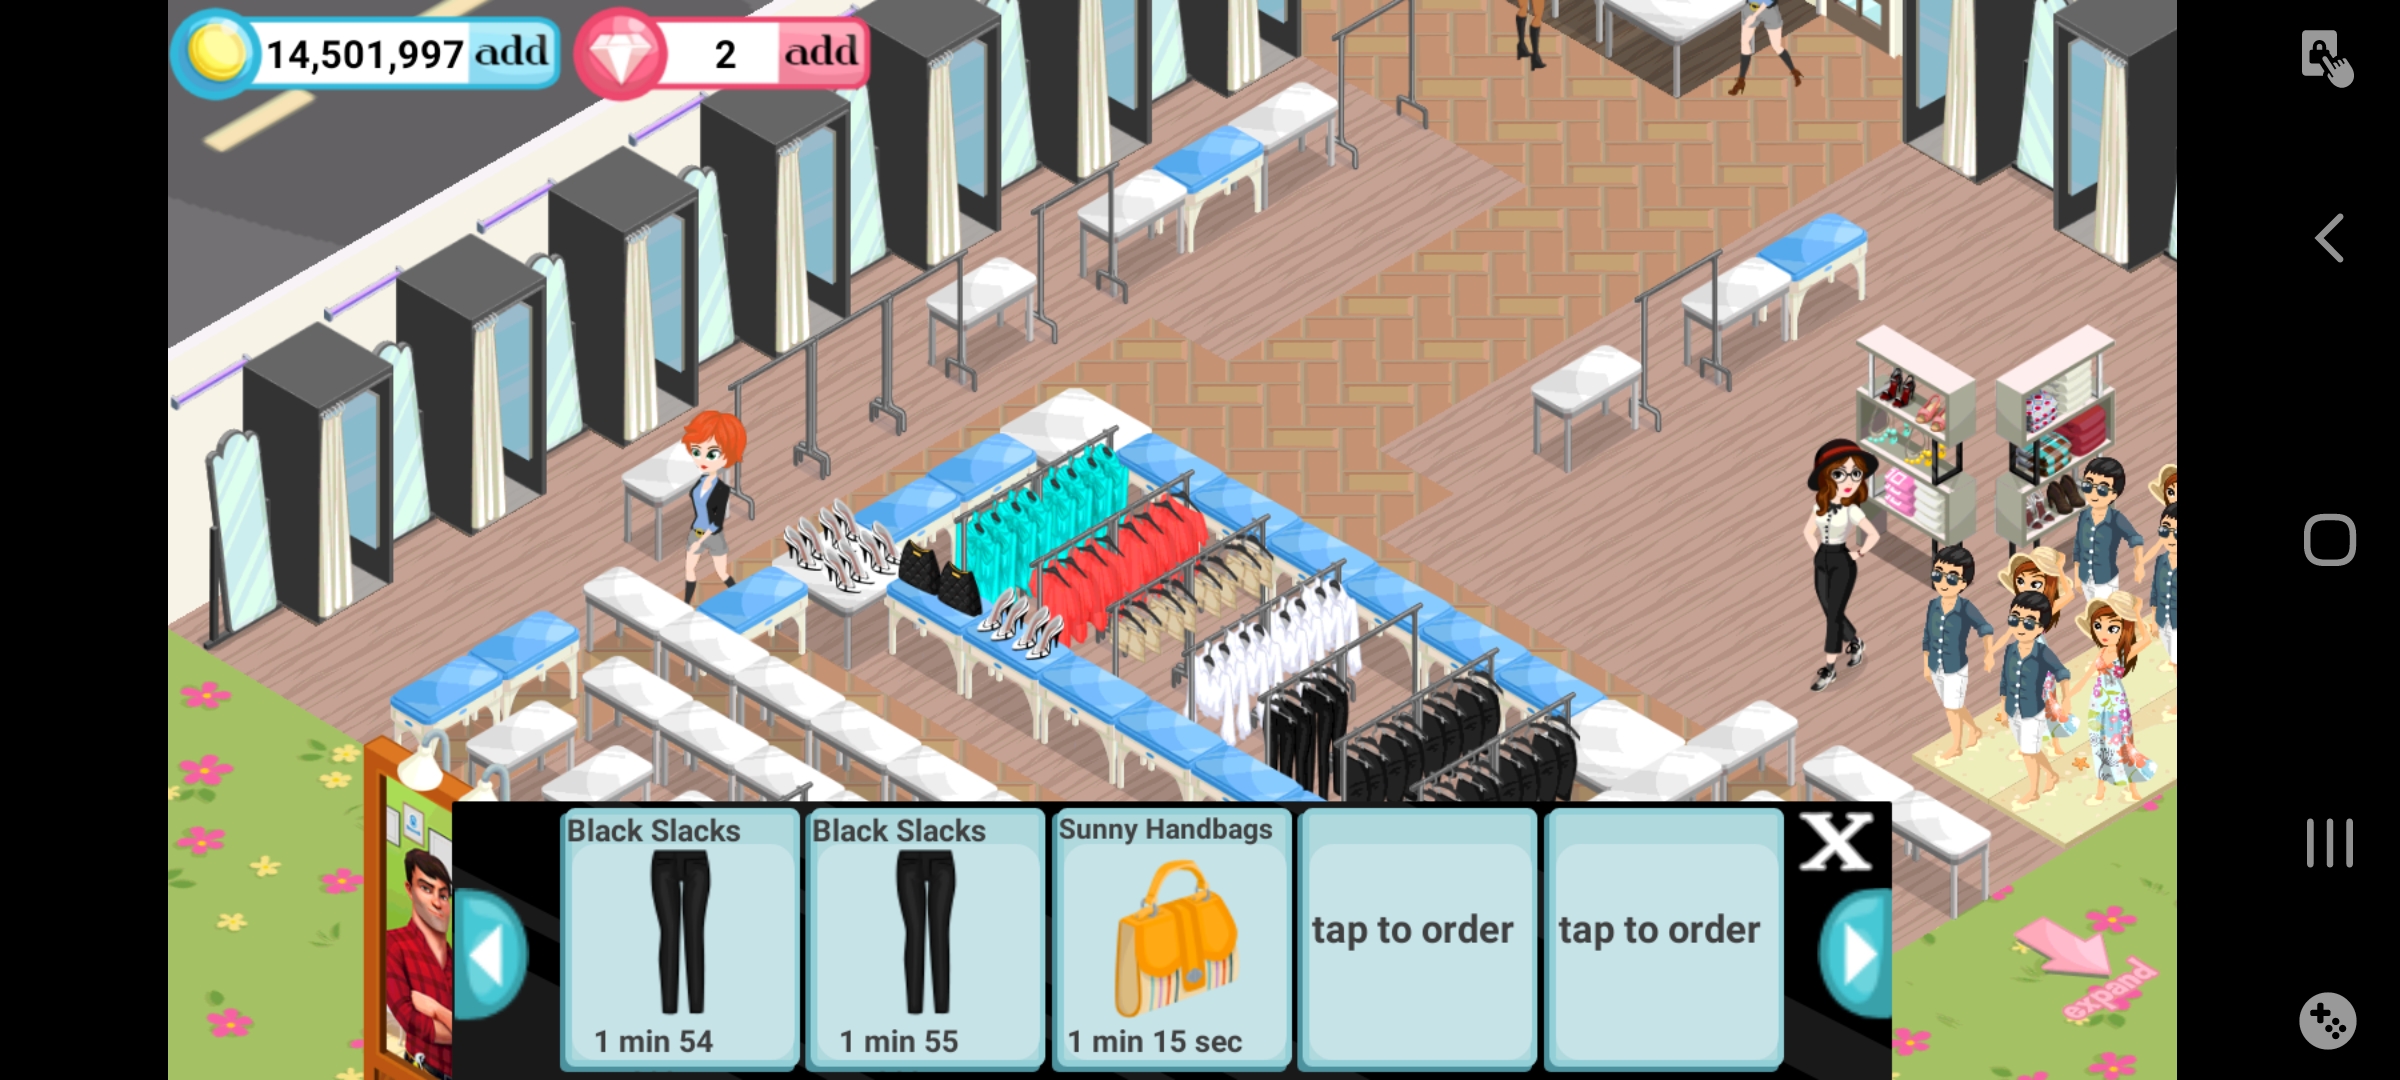 14,501,997 add
2 add
Black Slacks
1 min 54
Black Slacks
1 min 55
Sunny Handbags
1 min 15 sec
tap to order
tap to order
X
expand